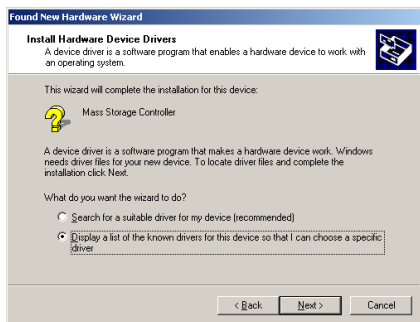 Found New Hardware Wizard
Install Hardware Device Drivers
A device driver is a software program that enables a hardware device to work with
an operating system.
This wizard will complete the installation for this device:
Mass Storage Controller
A device driver is a software program that makes a hardware device work. Windows
needs driver files for your new device. To locate driver files and complete the
installation click Next.
What do you want the wizard to do?
Search for a suitable driver for my device (recommended)
Display a list of the known drivers for this device so that I can choose a specific
driver
< Back Next > Cancel